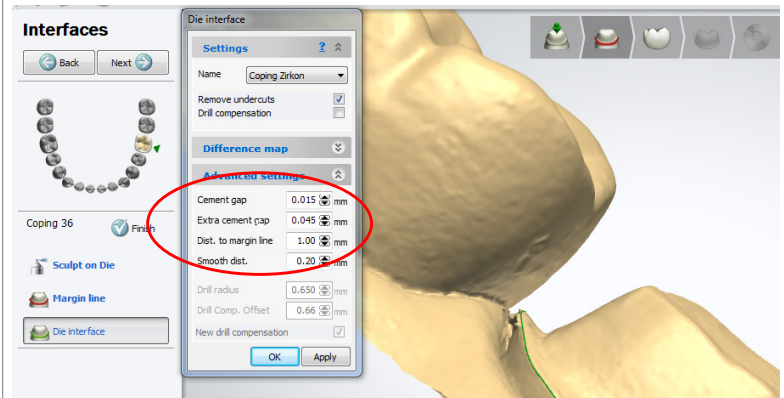 Interfaces
Back
Next
Coping 36
Finish
Sculpt on Die
Margin line
Die interface
Die interface
Settings ?
Name Coping Zirkon
Remove undercuts
Drill compensation
Difference map
Advanced settings
Cement gap 0.015 mm
Extra cement gap 0.045 mm
Dist. to margin line 1.00 mm
Smooth dist. 0.20 mm
Drill radius 0.650 mm
Drill Comp. Offset 0.66 mm
New drill compensation
OK Apply